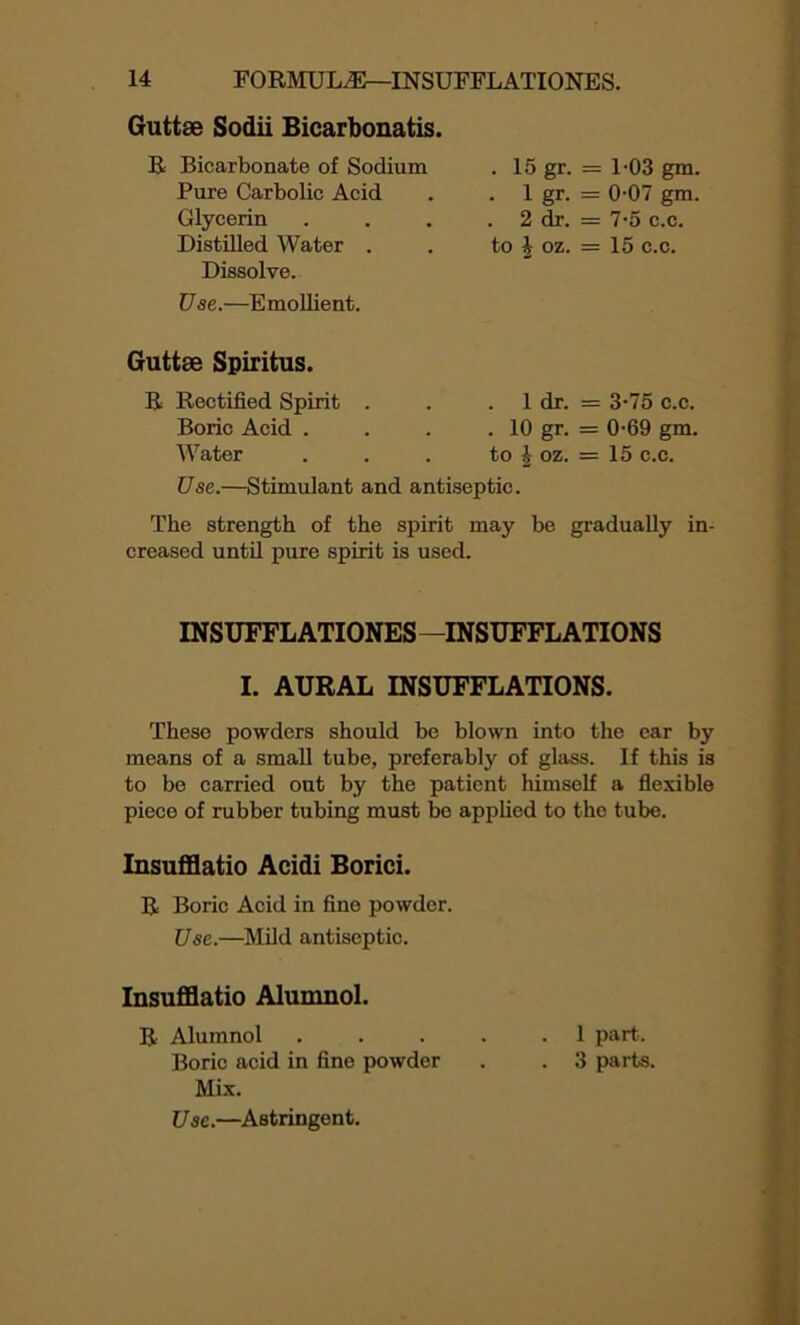 14 FORMULÆ—INSUFFLATIONES.
Guttæ Sodii Bicarbonatis.
℞ Bicarbonate of Sodium . 15 gr. = 1·03 gm.
Pure Carbolic Acid . . 1 gr. = 0·07 gm.
Glycerin . . . . 2 dr. = 7·5 c.c.
Distilled Water . . to ½ oz. = 15 c.c.
Dissolve.
Use.—Emollient.
Guttæ Spiritus.
℞ Rectified Spirit . . . 1 dr. = 3·75 c.c.
Boric Acid . . . . 10 gr. = 0·69 gm.
Water . . . to ½ oz. = 15 c.c.
Use.—Stimulant and antiseptic.
The strength of the spirit may be gradually in-
creased until pure spirit is used.
INSUFFLATIONES—INSUFFLATIONS
I. AURAL INSUFFLATIONS.
These powders should be blown into the ear by
means of a small tube, preferably of glass. If this is
to be carried out by the patient himself a flexible
piece of rubber tubing must be applied to the tube.
Insufflatio Acidi Borici.
℞ Boric Acid in fine powder.
Use.—Mild antiseptic.
Insufflatio Alumnol.
℞ Alumnol . . . . . 1 part.
Boric acid in fine powder . . 3 parts.
Mix.
Use.—Astringent.